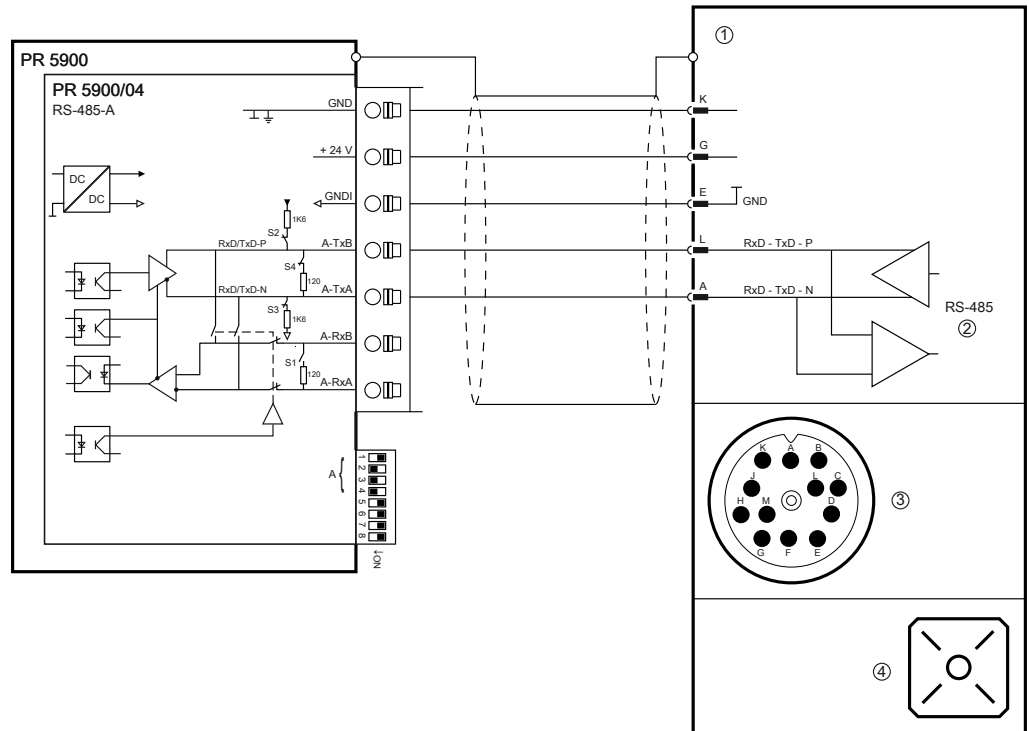 PR 5900
PR 5900/04
RS-485-A
DC
DC
GND
+ 24 V
GNDI
1K6
S2
RxD/TxD-P
A-TxB
S4
120
RxD/TxD-N
A-TxA
S3
1K6
A-RxB
S1
120
A-RxA
A
1
2
3
4
5
6
7
8
↑ON
①
K
G
E
GND
L
RxD - TxD - P
A
RxD - TxD - N
RS-485
②
K A B
J L C
H M D
G F E
③
④